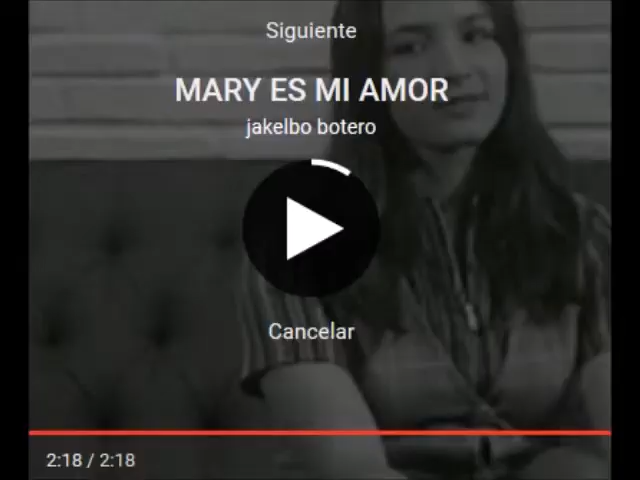 Siguiente
MARY ES MI AMOR
jakelbo botero
Cancelar
2:18 / 2:18